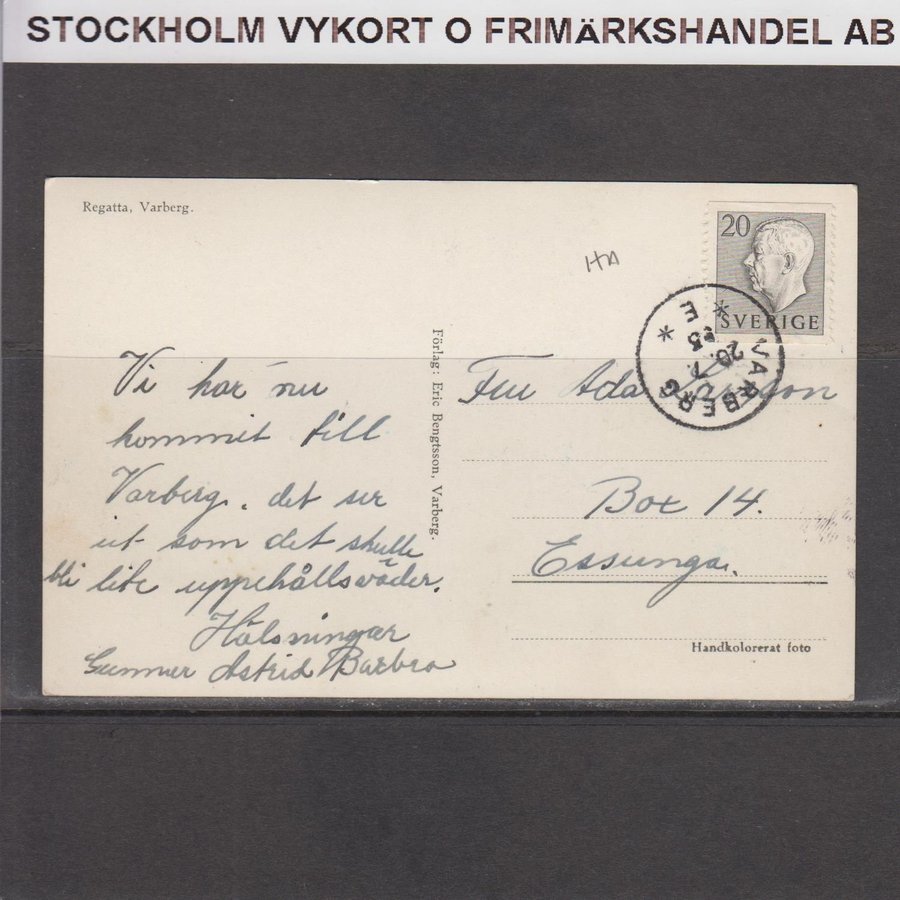 STOCKHOLM VYKORT O FRIMÄRKSHANDEL AB
Regatta, Varberg.
20
SVERIGE
VARBERG
20. 7.
E
Vi har nu
kommit till
Varberg. det ser
ut som det skulle
bli lite uppehållsväder.
Hälsningar
Gunnar Astrid Barbro
Förlag: Eric Bengtsson, Varberg.
Fru Ada
Box 14.
Essunga.
Handkolorerat foto